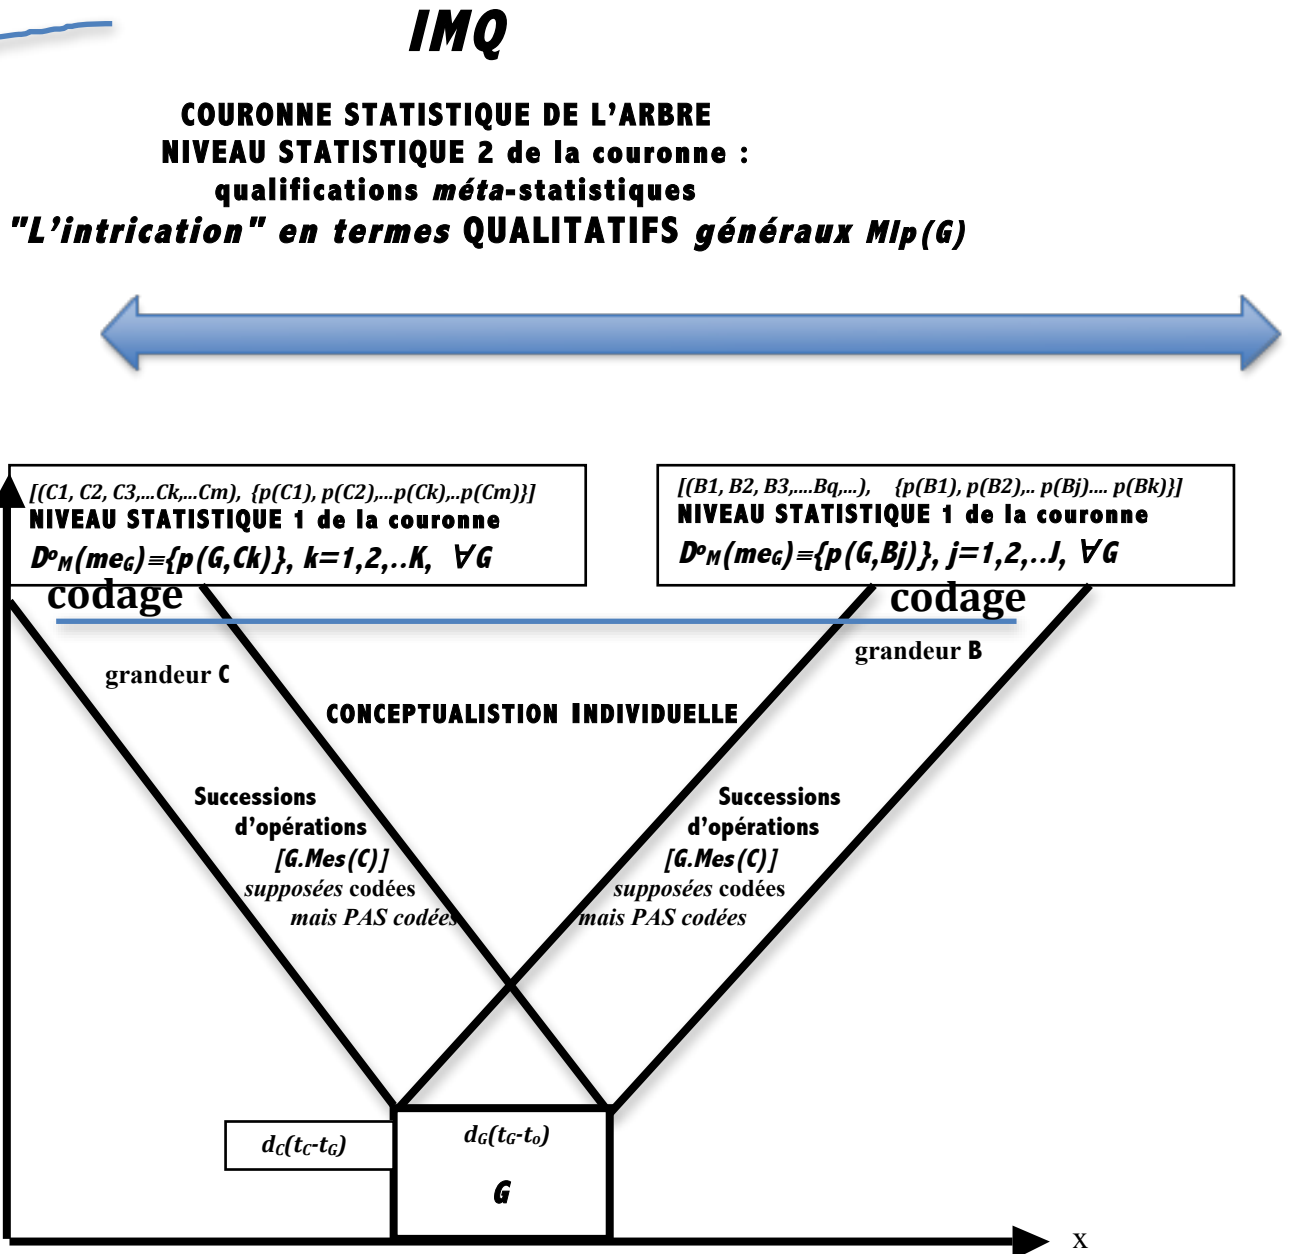 IMQ
COURONNE STATISTIQUE DE L'ARBRE
NIVEAU STATISTIQUE 2 de la couronne :
qualifications méta-statistiques
"L'intrication" en termes QUALITATIFS généraux Mlp(G)
[(C1, C2, C3,...Ck,...Cm), {p(C1), p(C2),...p(Ck),..p(Cm)}]
NIVEAU STATISTIQUE 1 de la couronne
DᵒM(meG)≡{p(G,Ck)}, k=1,2,..K, ∀G
[(B1, B2, B3,....Bq,...), {p(B1), p(B2),.. p(Bj).... p(Bk)}]
NIVEAU STATISTIQUE 1 de la couronne
DᵒM(meG)≡{p(G,Bj)}, j=1,2,..J, ∀G
codage
codage
grandeur C
grandeur B
CONCEPTUALISTION INDIVIDUELLE
Successions
d'opérations
[G.Mes(C)]
supposées codées
mais PAS codées
Successions
d'opérations
[G.Mes(C)]
supposées codées
mais PAS codées
dC(tC-tG)
dG(tG-to)
G
x